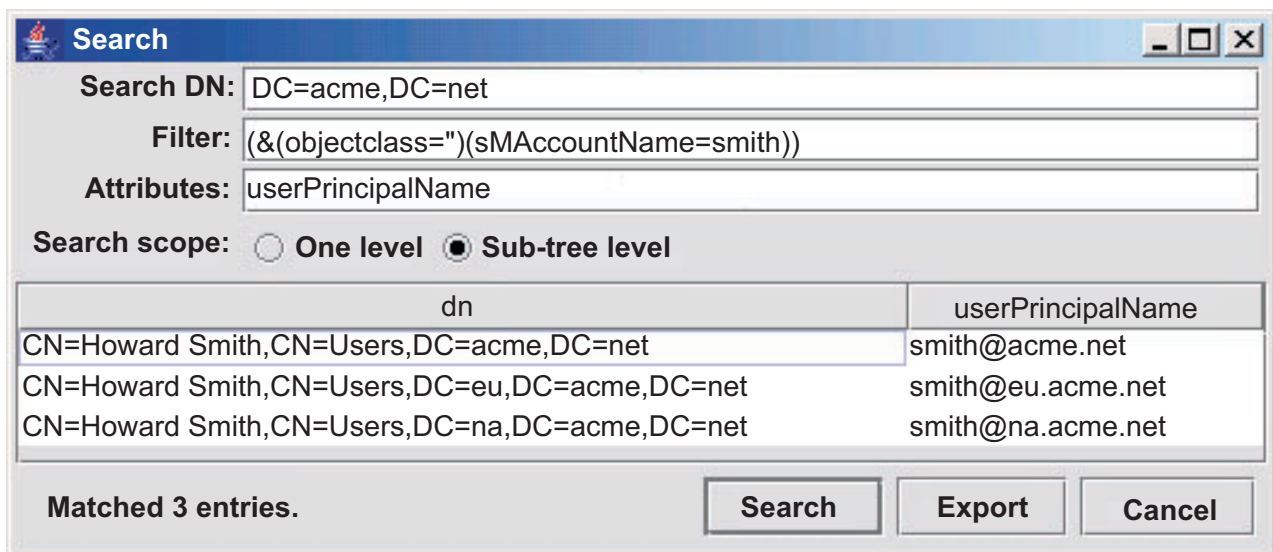 Search
Search DN: DC=acme,DC=net
Filter: (&(objectclass=")(sMAccountName=smith))
Attributes: userPrincipalName
Search scope: One level Sub-tree level
dn userPrincipalName
CN=Howard Smith,CN=Users,DC=acme,DC=net smith@acme.net
CN=Howard Smith,CN=Users,DC=eu,DC=acme,DC=net smith@eu.acme.net
CN=Howard Smith,CN=Users,DC=na,DC=acme,DC=net smith@na.acme.net
Matched 3 entries. Search Export Cancel